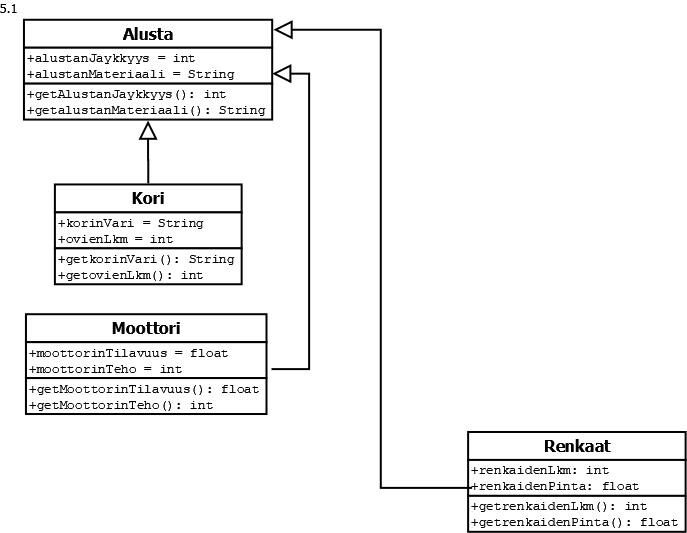 5.1
Alusta
+alustanJaykkyys = int
+alustanMateriaali = String
+getAlustanJaykkyys(): int
+getalustanMateriaali(): String
Kori
+korinVari = String
+ovienLkm = int
+getkorinVari(): String
+getovienLkm(): int
Moottori
+moottorinTilavuus = float
+moottorinTeho = int
+getMoottorinTilavuus(): float
+getMoottorinTeho(): int
Renkaat
+renkaidenLkm: int
+renkaidenPinta: float
+getrenkaidenLkm(): int
+getrenkaidenPinta(): float